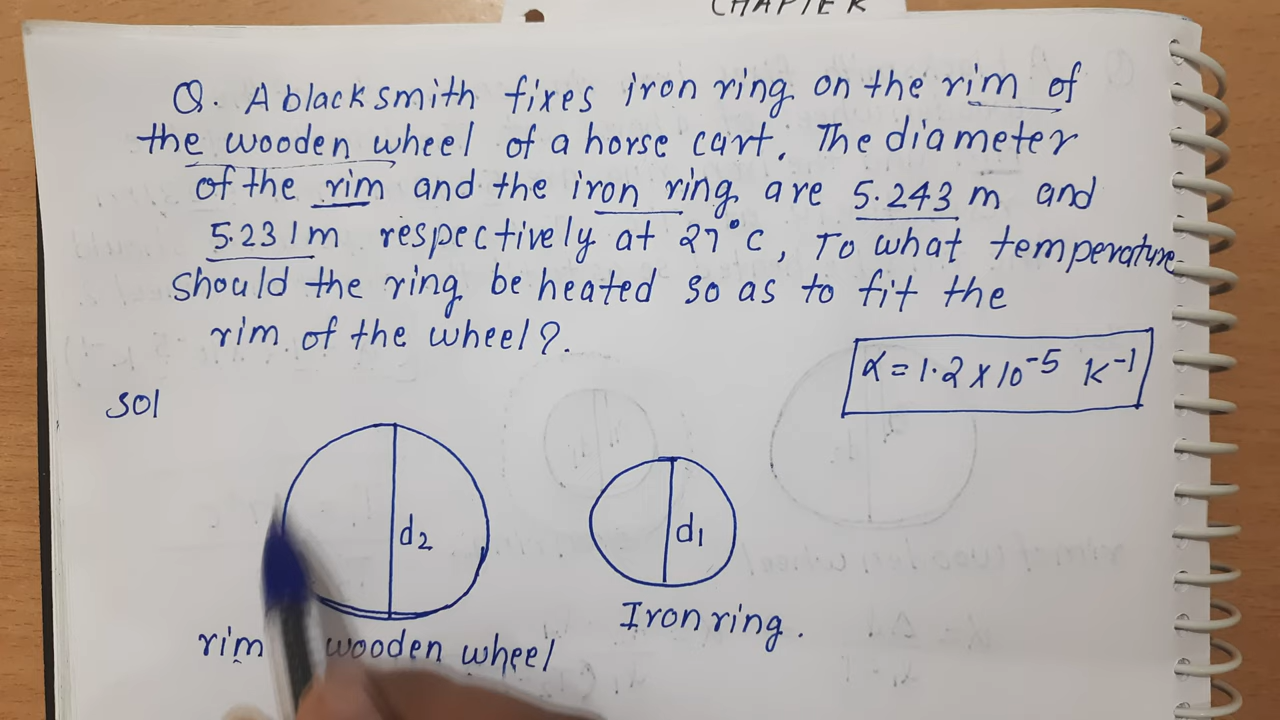 CHAPTER
Q. A blacksmith fixes iron ring on the rim of
the wooden wheel of a horse cart. The diameter
of the rim and the iron ring are 5.243 m and
5.231m respectively at 27°C, To what temperature
should the ring be heated so as to fit the
rim of the wheel?.
α = 1.2 × 10⁻⁵ K⁻¹
sol
d₂
d₁
Iron ring.
rim wooden wheel